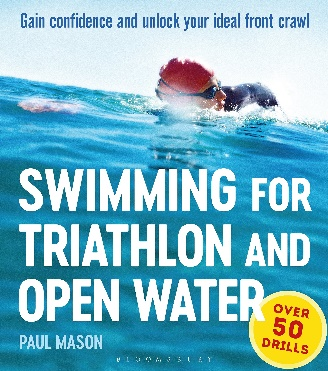 Gain confidence and unlock your ideal front crawl
SWIMMING FOR
TRIATHLON AND
OPEN WATER
OVER
50
DRILLS
PAUL MASON
BLOOMSBURY